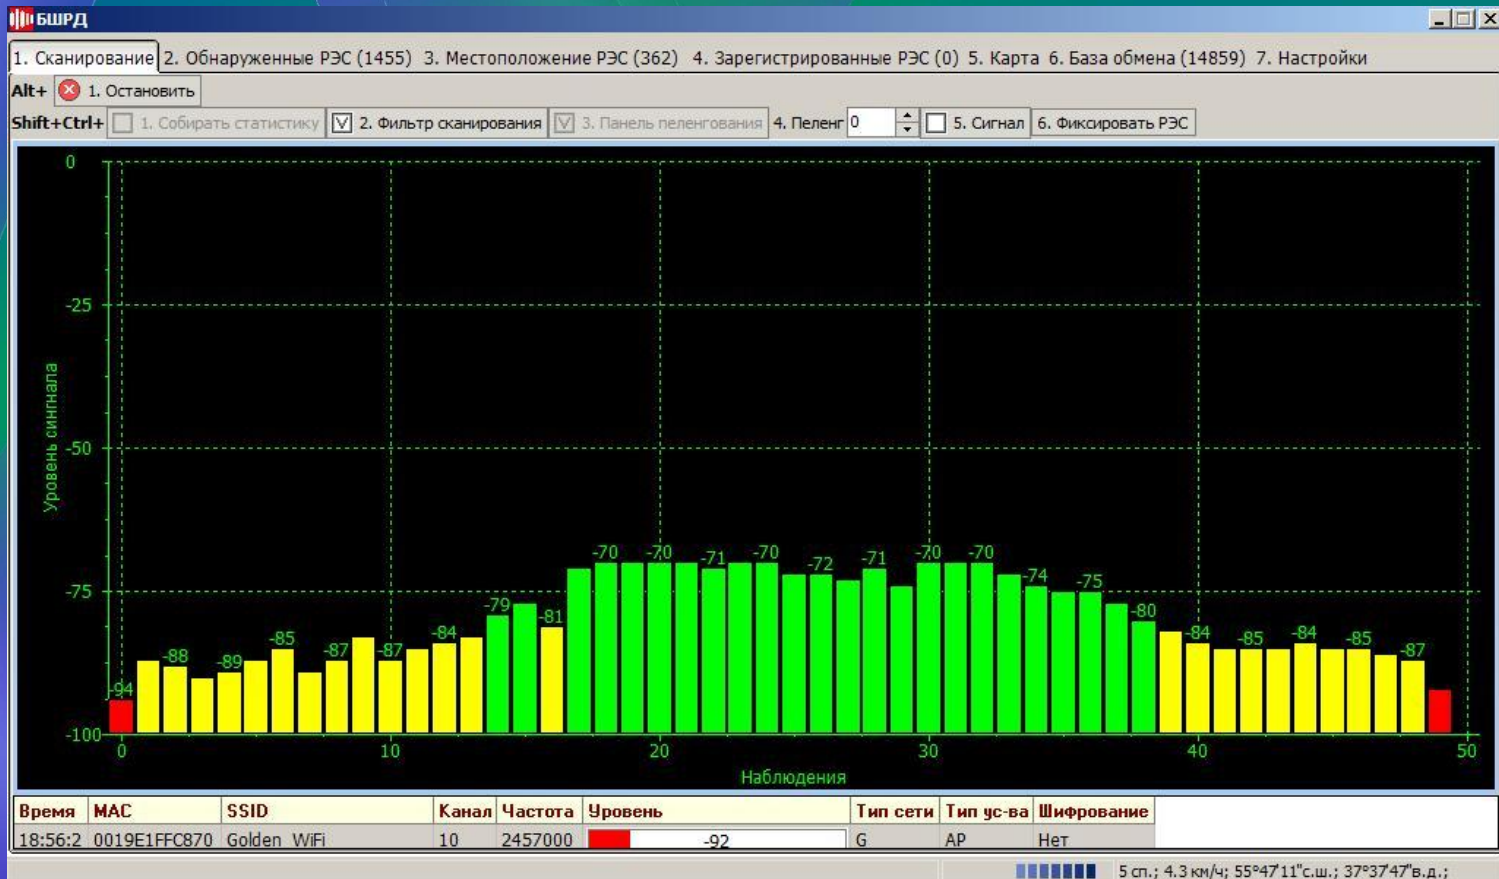 БШРД
1. Сканирование 2. Обнаруженные РЭС (1455) 3. Местоположение РЭС (362) 4. Зарегистрированные РЭС (0) 5. Карта 6. База обмена (14859) 7. Настройки
Alt+ 1. Остановить
Shift+Ctrl+ 1. Собирать статистику 2. Фильтр сканирования 3. Панель пеленгования 4. Пеленг 0 5. Сигнал 6. Фиксировать РЭС
0
-25
-50
-75
-100
Уровень сингнала
-94 -88 -89 -85 -87 -87 -84 -79 -81 -70 -70 -71 -70 -72 -71 -70 -70 -74 -75 -80 -84 -85 -84 -85 -87
0 10 20 30 40 50
Наблюдения
Время MAC SSID Канал Частота Уровень Тип сети Тип ус-ва Шифрование
18:56:2 0019E1FFC870 Golden_WiFi 10 2457000 -92 G AP Нет
5 сп.; 4.3 км/ч; 55°47'11"с.ш.; 37°37'47"в.д.;